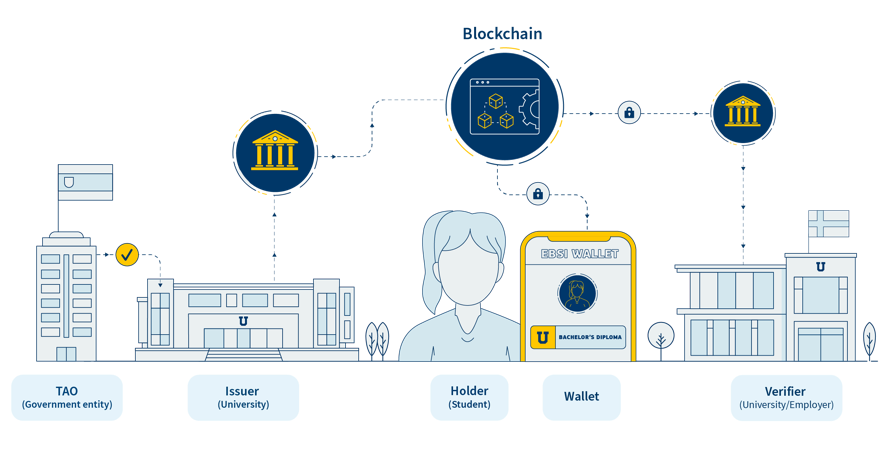 Blockchain
EBSI WALLET
U
U
U
BACHELOR'S DIPLOMA
TAO
(Government entity)
Issuer
(University)
Holder
(Student)
Wallet
Verifier
(University/Employer)